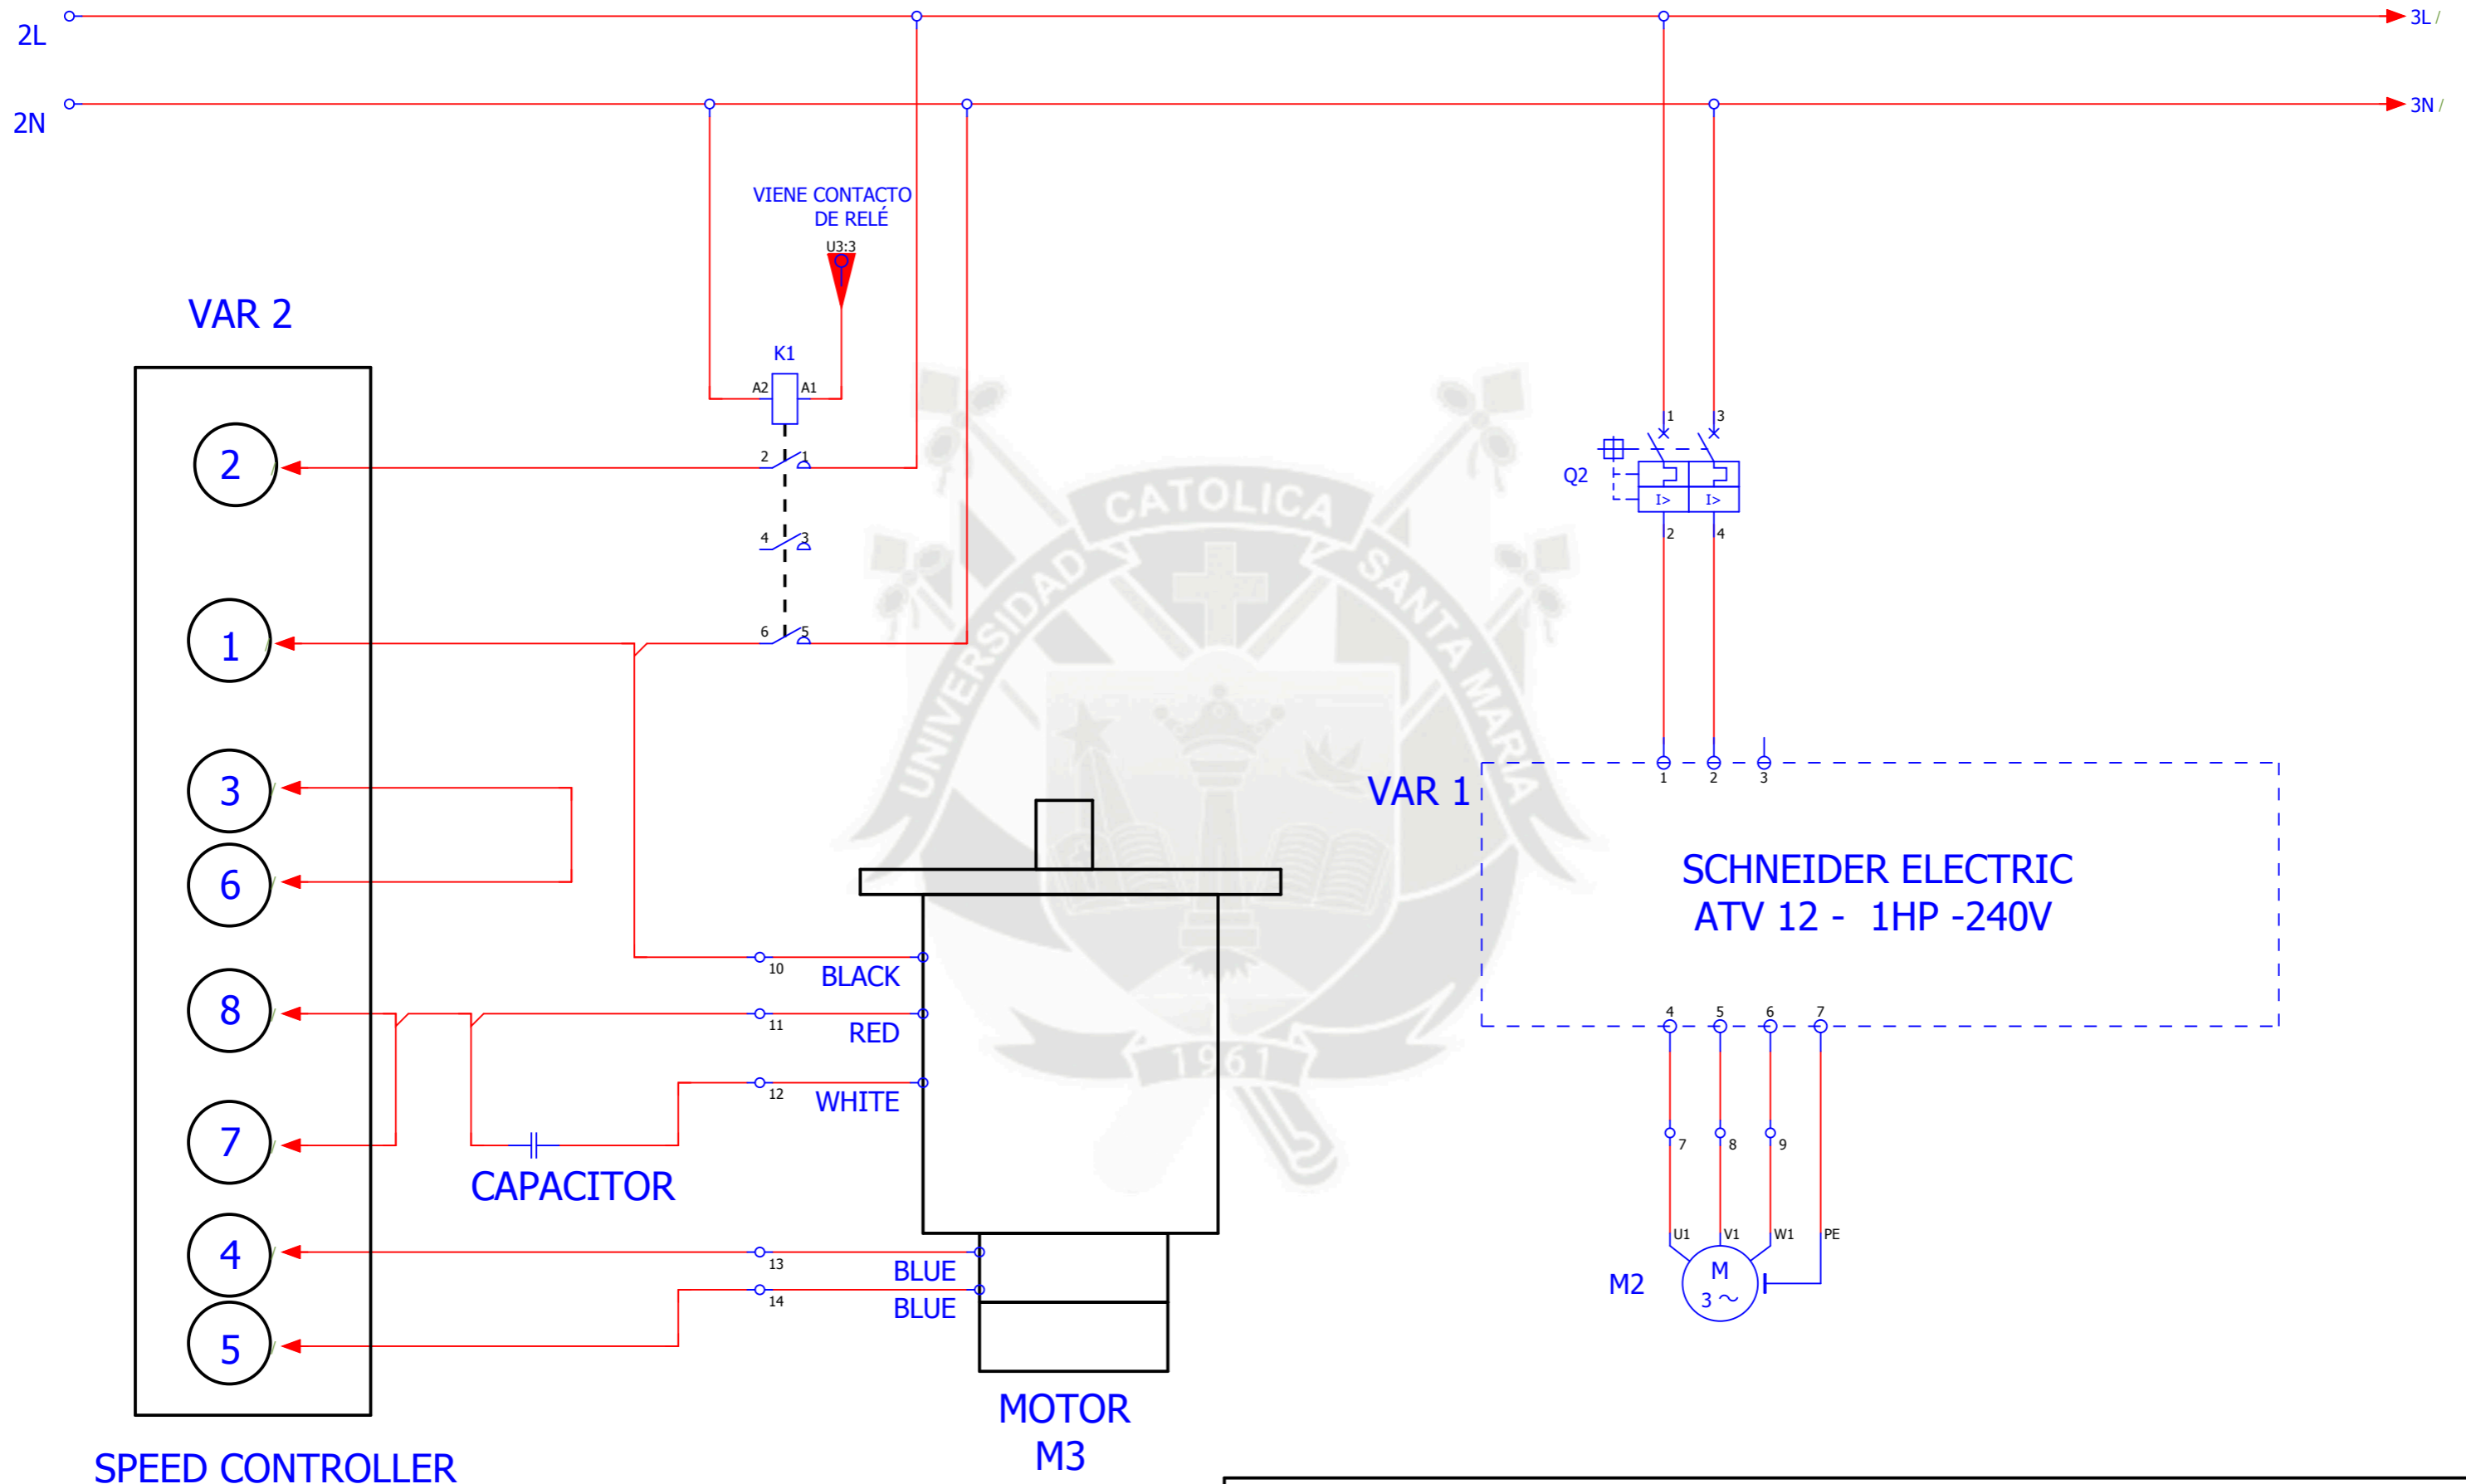 2L
3L /
2N
3N /
VIENE CONTACTO
DE RELÉ
U3:3
VAR 2
K1
A2
A1
2
2
1
4
3
1
6
5
1
3
Q2
I>
I>
2
4
3
6
8
7
4
5
SPEED CONTROLLER
CAPACITOR
10
BLACK
11
RED
12
WHITE
13
BLUE
14
BLUE
MOTOR
M3
VAR 1
1
2
3
SCHNEIDER ELECTRIC
ATV 12 - 1HP -240V
4
5
6
7
7
8
9
U1
V1
W1
PE
M2
M
3 ~
UNIVERSIDAD
CATOLICA
SANTA MARIA
1961